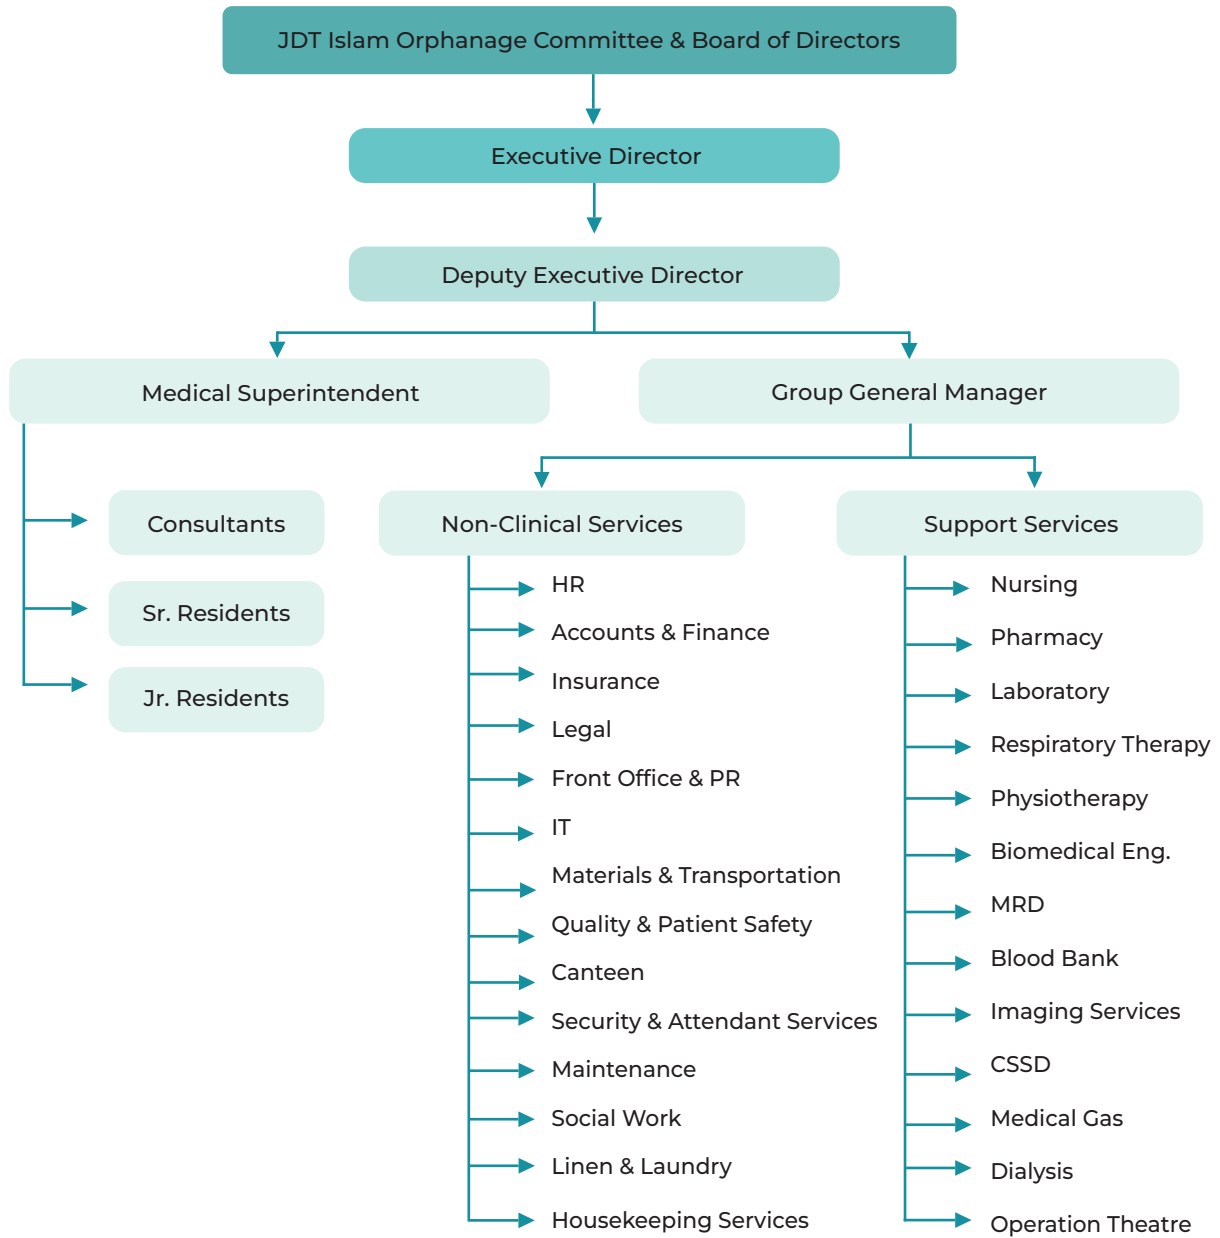 JDT Islam Orphanage Committee & Board of Directors
Executive Director
Deputy Executive Director
Medical Superintendent
Group General Manager
Consultants
Sr. Residents
Jr. Residents
Non-Clinical Services
HR
Accounts & Finance
Insurance
Legal
Front Office & PR
IT
Materials & Transportation
Quality & Patient Safety
Canteen
Security & Attendant Services
Maintenance
Social Work
Linen & Laundry
Housekeeping Services
Support Services
Nursing
Pharmacy
Laboratory
Respiratory Therapy
Physiotherapy
Biomedical Eng.
MRD
Blood Bank
Imaging Services
CSSD
Medical Gas
Dialysis
Operation Theatre